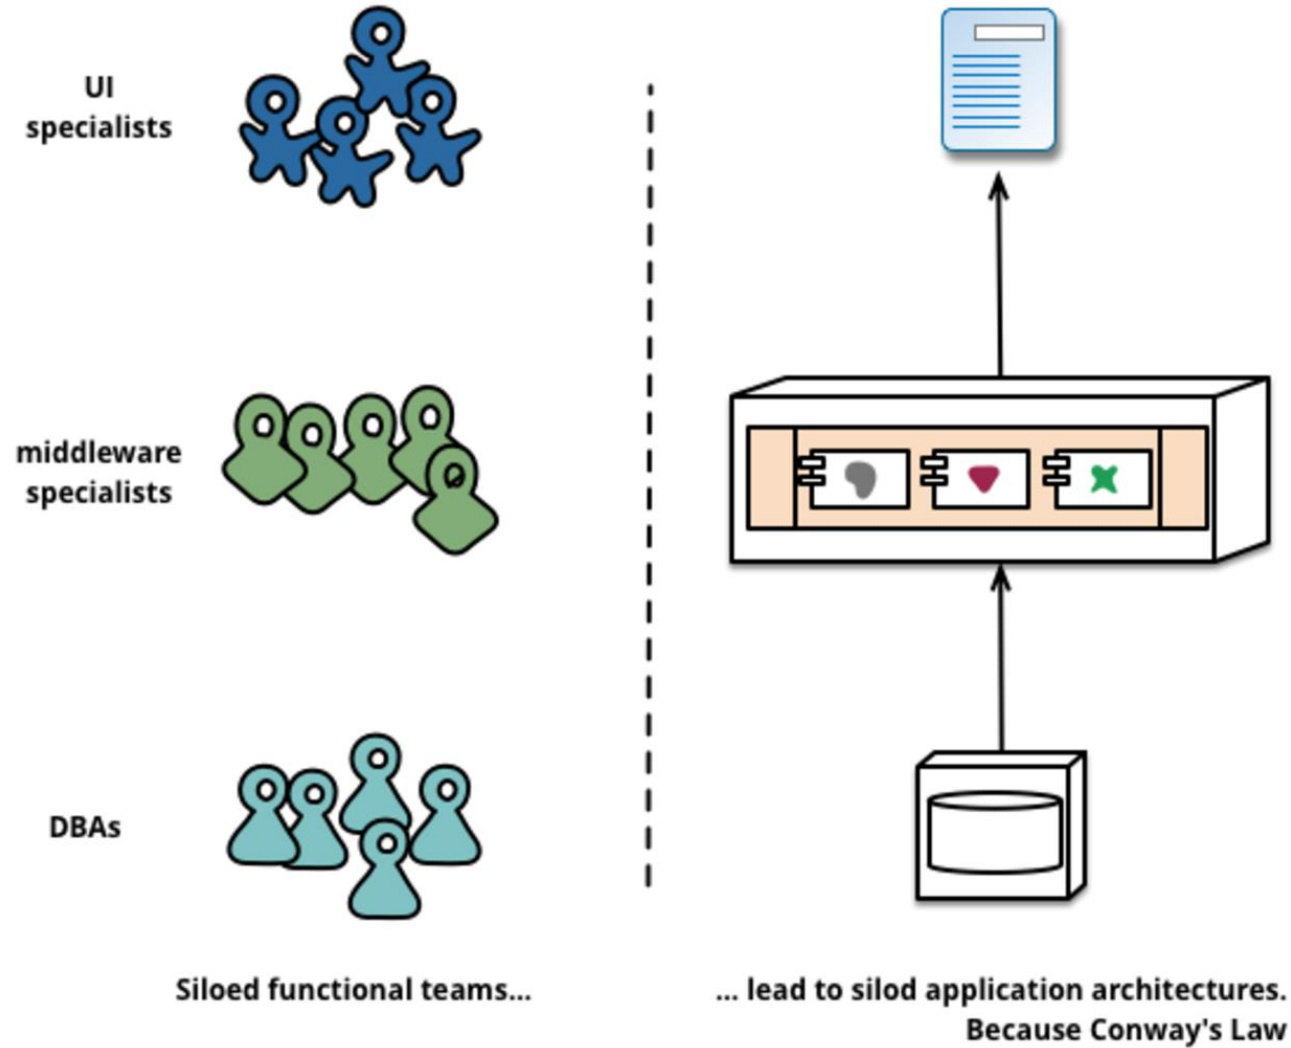 UI
specialists
middleware
specialists
DBAs
Siloed functional teams...
... lead to silod application architectures.
Because Conway's Law